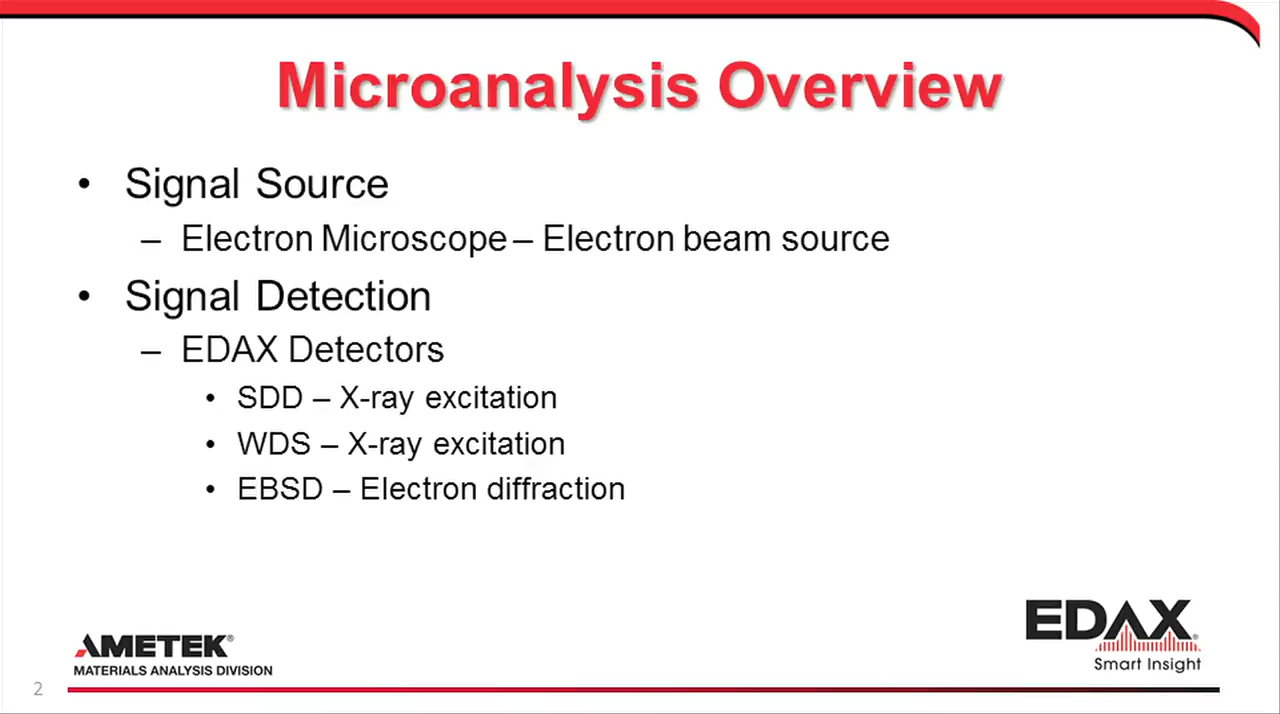 Microanalysis Overview
• Signal Source
– Electron Microscope – Electron beam source
• Signal Detection
– EDAX Detectors
• SDD – X-ray excitation
• WDS – X-ray excitation
• EBSD – Electron diffraction
AMETEK®
MATERIALS ANALYSIS DIVISION
EDAX®
Smart Insight
2